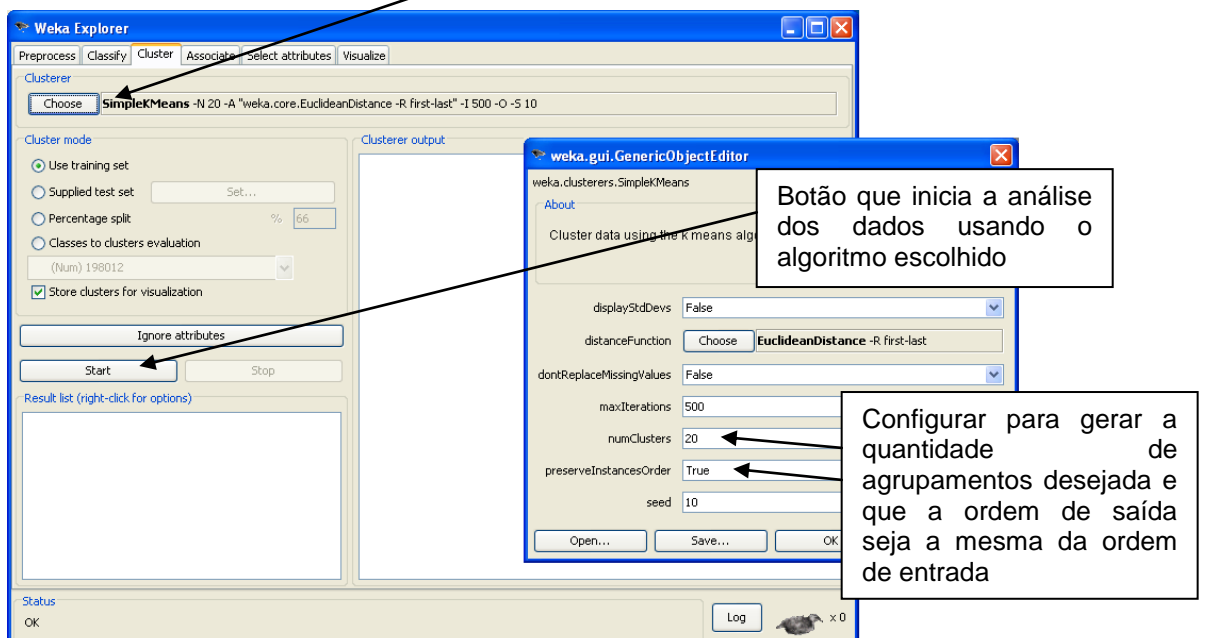 Weka Explorer
Preprocess Classify Cluster Associate Select attributes Visualize
Clusterer
Choose SimpleKMeans -N 20 -A "weka.core.EuclideanDistance -R first-last" -I 500 -O -S 10
Cluster mode
Use training set
Supplied test set Set...
Percentage split % 66
Classes to clusters evaluation
(Num) 198012
Store clusters for visualization
Ignore attributes
Start Stop
Result list (right-click for options)
Clusterer output
weka.gui.GenericObjectEditor
weka.clusterers.SimpleKMeans
About
Cluster data using the k means
displayStdDevs False
distanceFunction Choose EuclideanDistance -R first-last
dontReplaceMissingValues False
maxIterations 500
numClusters 20
preserveInstancesOrder True
seed 10
Open... Save... OK
Botão que inicia a análise
dos dados usando o
algoritmo escolhido
Configurar para gerar a
quantidade de
agrupamentos desejada e
que a ordem de saída
seja a mesma da ordem
de entrada
Status
OK
Log x 0